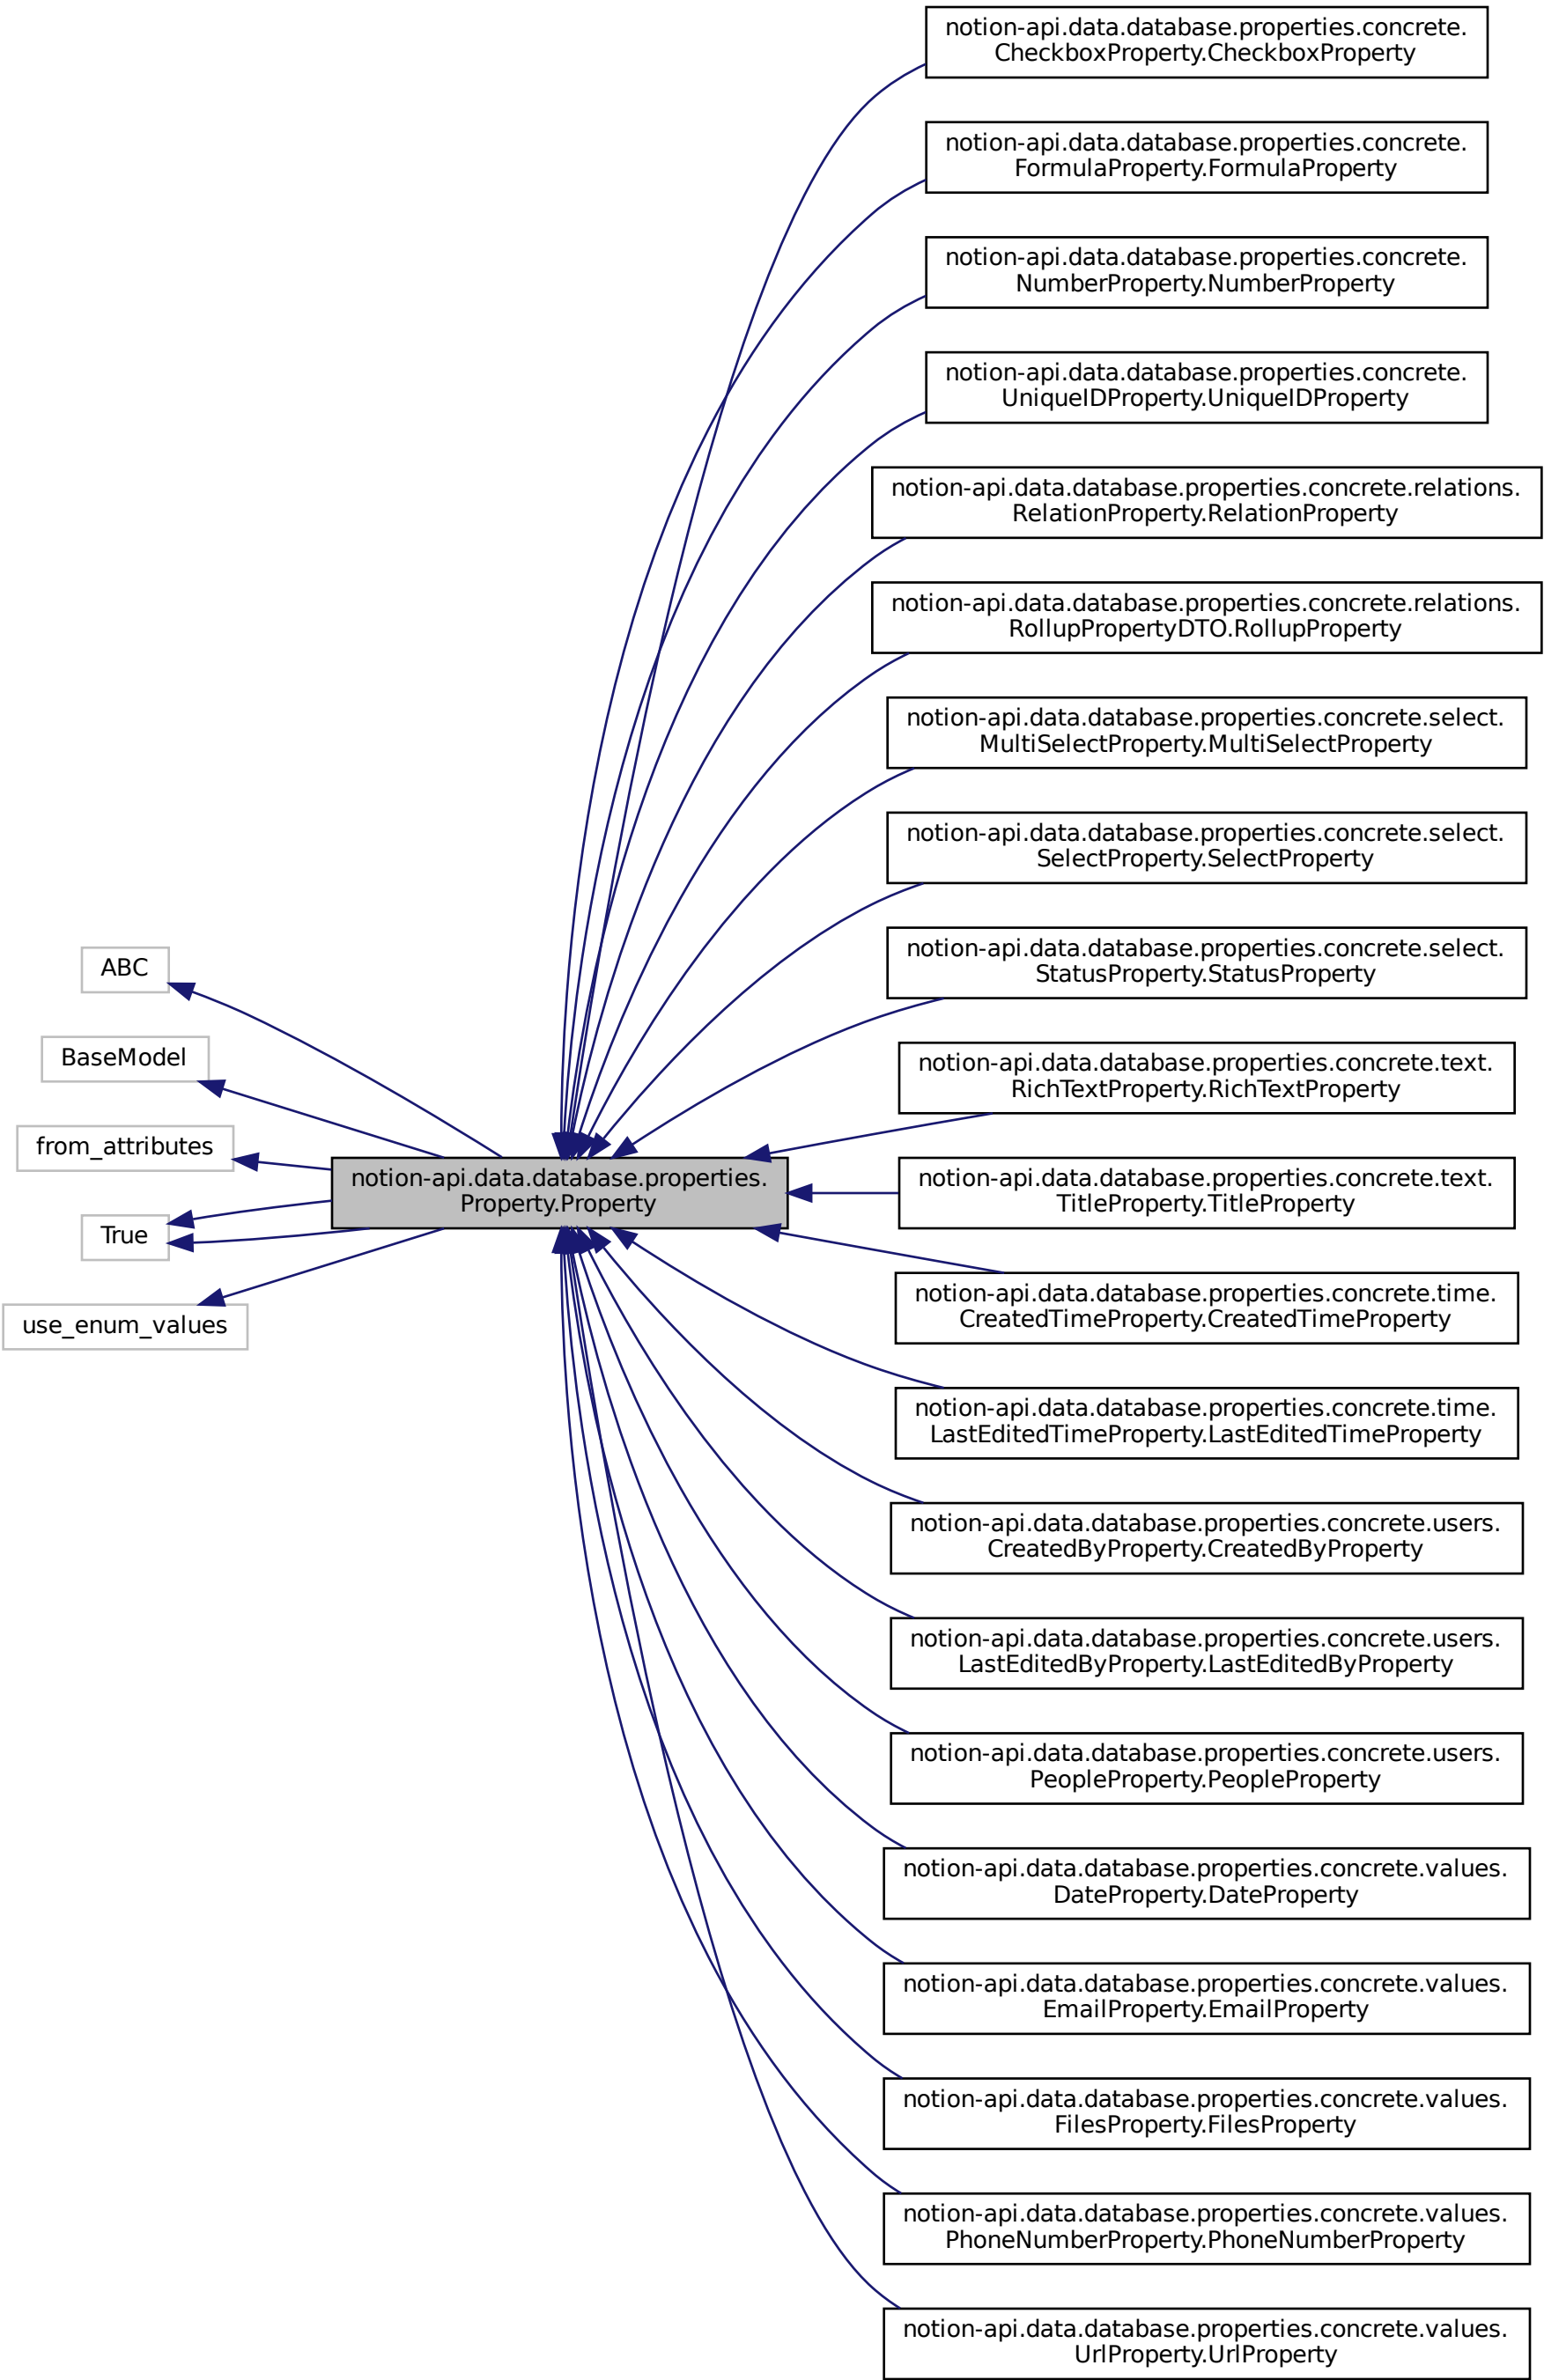 ABC
BaseModel
from_attributes
True
use_enum_values
notion-api.data.database.properties.
Property.Property
notion-api.data.database.properties.concrete.
CheckboxProperty.CheckboxProperty
notion-api.data.database.properties.concrete.
FormulaProperty.FormulaProperty
notion-api.data.database.properties.concrete.
NumberProperty.NumberProperty
notion-api.data.database.properties.concrete.
UniqueIDProperty.UniqueIDProperty
notion-api.data.database.properties.concrete.relations.
RelationProperty.RelationProperty
notion-api.data.database.properties.concrete.relations.
RollupPropertyDTO.RollupProperty
notion-api.data.database.properties.concrete.select.
MultiSelectProperty.MultiSelectProperty
notion-api.data.database.properties.concrete.select.
SelectProperty.SelectProperty
notion-api.data.database.properties.concrete.select.
StatusProperty.StatusProperty
notion-api.data.database.properties.concrete.text.
RichTextProperty.RichTextProperty
notion-api.data.database.properties.concrete.text.
TitleProperty.TitleProperty
notion-api.data.database.properties.concrete.time.
CreatedTimeProperty.CreatedTimeProperty
notion-api.data.database.properties.concrete.time.
LastEditedTimeProperty.LastEditedTimeProperty
notion-api.data.database.properties.concrete.users.
CreatedByProperty.CreatedByProperty
notion-api.data.database.properties.concrete.users.
LastEditedByProperty.LastEditedByProperty
notion-api.data.database.properties.concrete.users.
PeopleProperty.PeopleProperty
notion-api.data.database.properties.concrete.values.
DateProperty.DateProperty
notion-api.data.database.properties.concrete.values.
EmailProperty.EmailProperty
notion-api.data.database.properties.concrete.values.
FilesProperty.FilesProperty
notion-api.data.database.properties.concrete.values.
PhoneNumberProperty.PhoneNumberProperty
notion-api.data.database.properties.concrete.values.
UrlProperty.UrlProperty